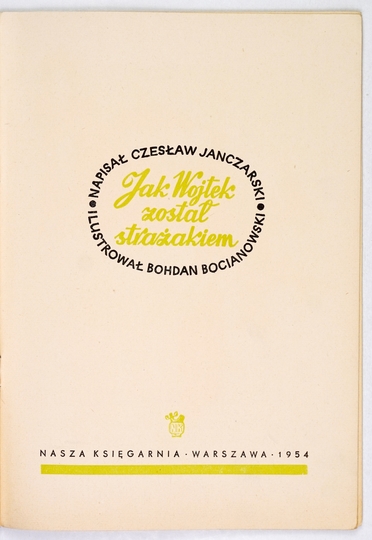 NAPISAŁ CZESŁAW JANCZARSKI
Jak Wojtek
został
strażakiem
ILUSTROWAŁ BOHDAN BOCIANOWSKI
NASZA KSIĘGARNIA · WARSZAWA · 1954